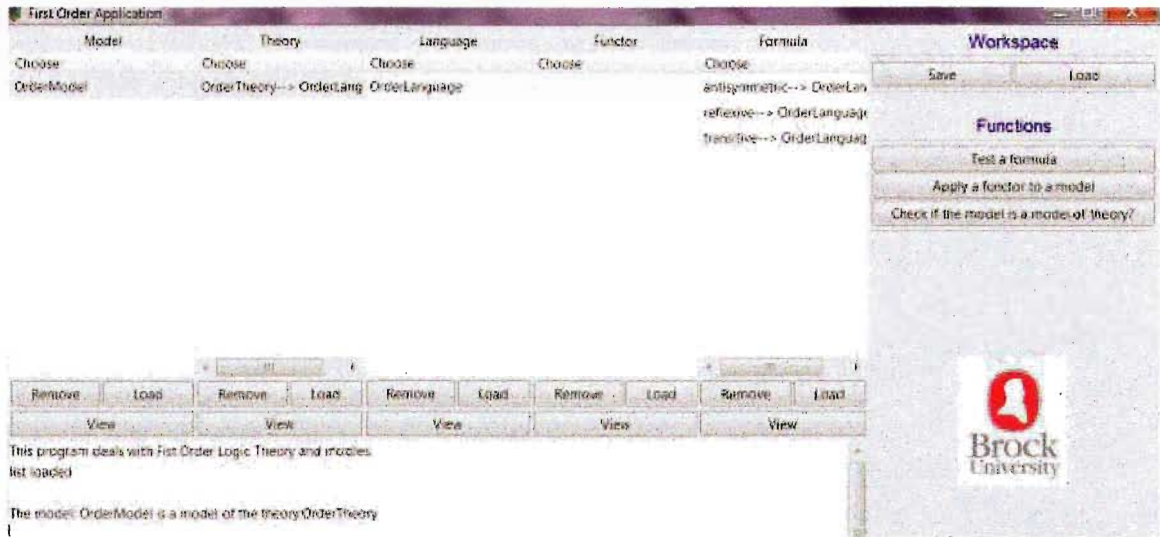 First Order Application
Model Theory Language Functor Formula
Choose Choose Choose Choose Choose
OrderModel OrderTheory--> OrderLang OrderLanguage antisymmetric--> OrderLan
reflexive--> OrderLanguage
transitive--> OrderLanguag
Workspace
Save Load
Functions
Test a formula
Apply a functor to a model
Check if the model is a model of theory?
Remove Load Remove Load Remove Load Remove Load Remove Load
View View View View View
This program deals with Fist Order Logic Theory and models
list loaded
The model: OrderModel is a model of the theory:OrderTheory
Brock
University